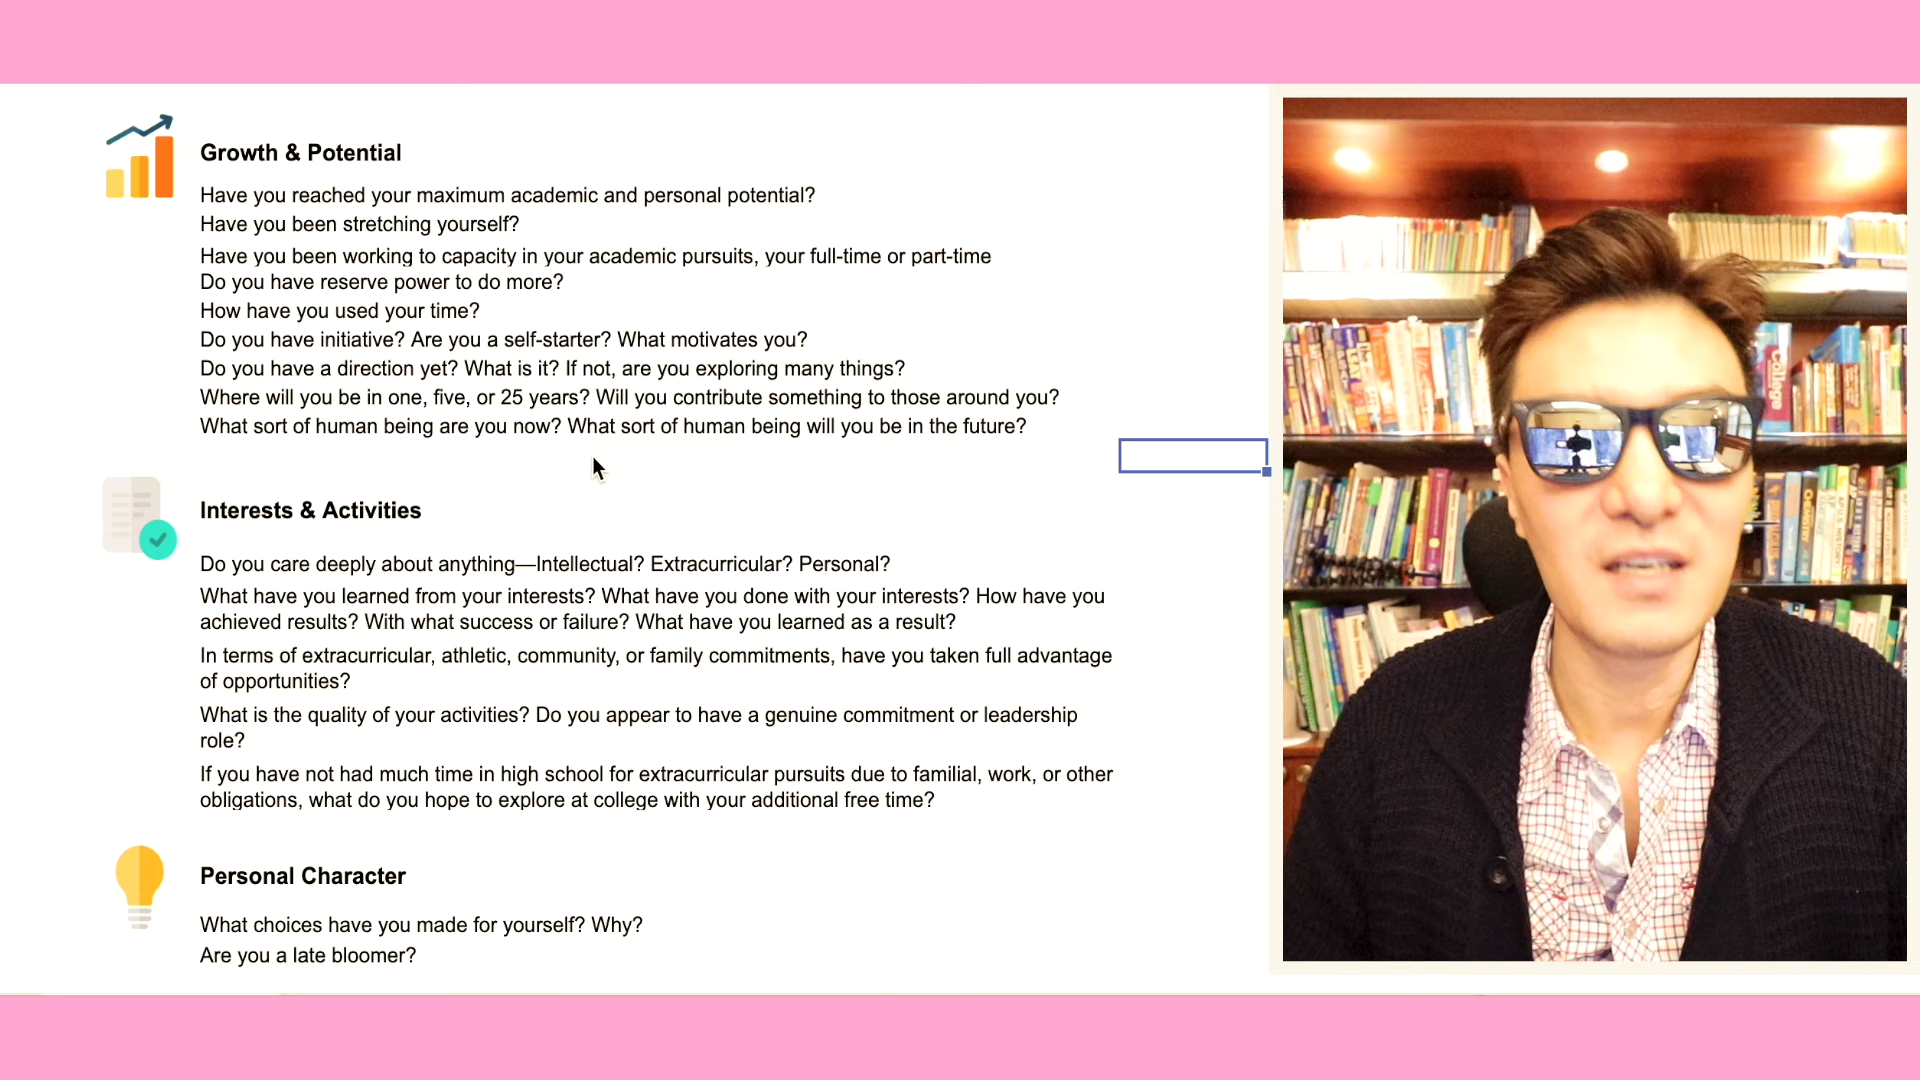 Growth & Potential
Have you reached your maximum academic and personal potential?
Have you been stretching yourself?
Have you been working to capacity in your academic pursuits, your full-time or part-time
Do you have reserve power to do more?
How have you used your time?
Do you have initiative? Are you a self-starter? What motivates you?
Do you have a direction yet? What is it? If not, are you exploring many things?
Where will you be in one, five, or 25 years? Will you contribute something to those around you?
What sort of human being are you now? What sort of human being will you be in the future?
Interests & Activities
Do you care deeply about anything—Intellectual? Extracurricular? Personal?
What have you learned from your interests? What have you done with your interests? How have you
achieved results? With what success or failure? What have you learned as a result?
In terms of extracurricular, athletic, community, or family commitments, have you taken full advantage
of opportunities?
What is the quality of your activities? Do you appear to have a genuine commitment or leadership
role?
If you have not had much time in high school for extracurricular pursuits due to familial, work, or other
obligations, what do you hope to explore at college with your additional free time?
Personal Character
What choices have you made for yourself? Why?
Are you a late bloomer?
College